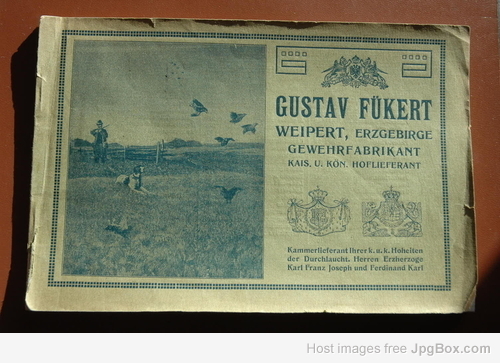 GUSTAV FÜKERT
WEIPERT, ERZGEBIRGE
GEWEHRFABRIKANT
KAIS. U. KÖN. HOFLIEFERANT
Kammerlieferant Ihrer k. u. k. Hoheiten
der Durchlaucht. Herren Erzherzoge
Karl Franz Joseph und Ferdinand Karl
Host images free JpgBox.com